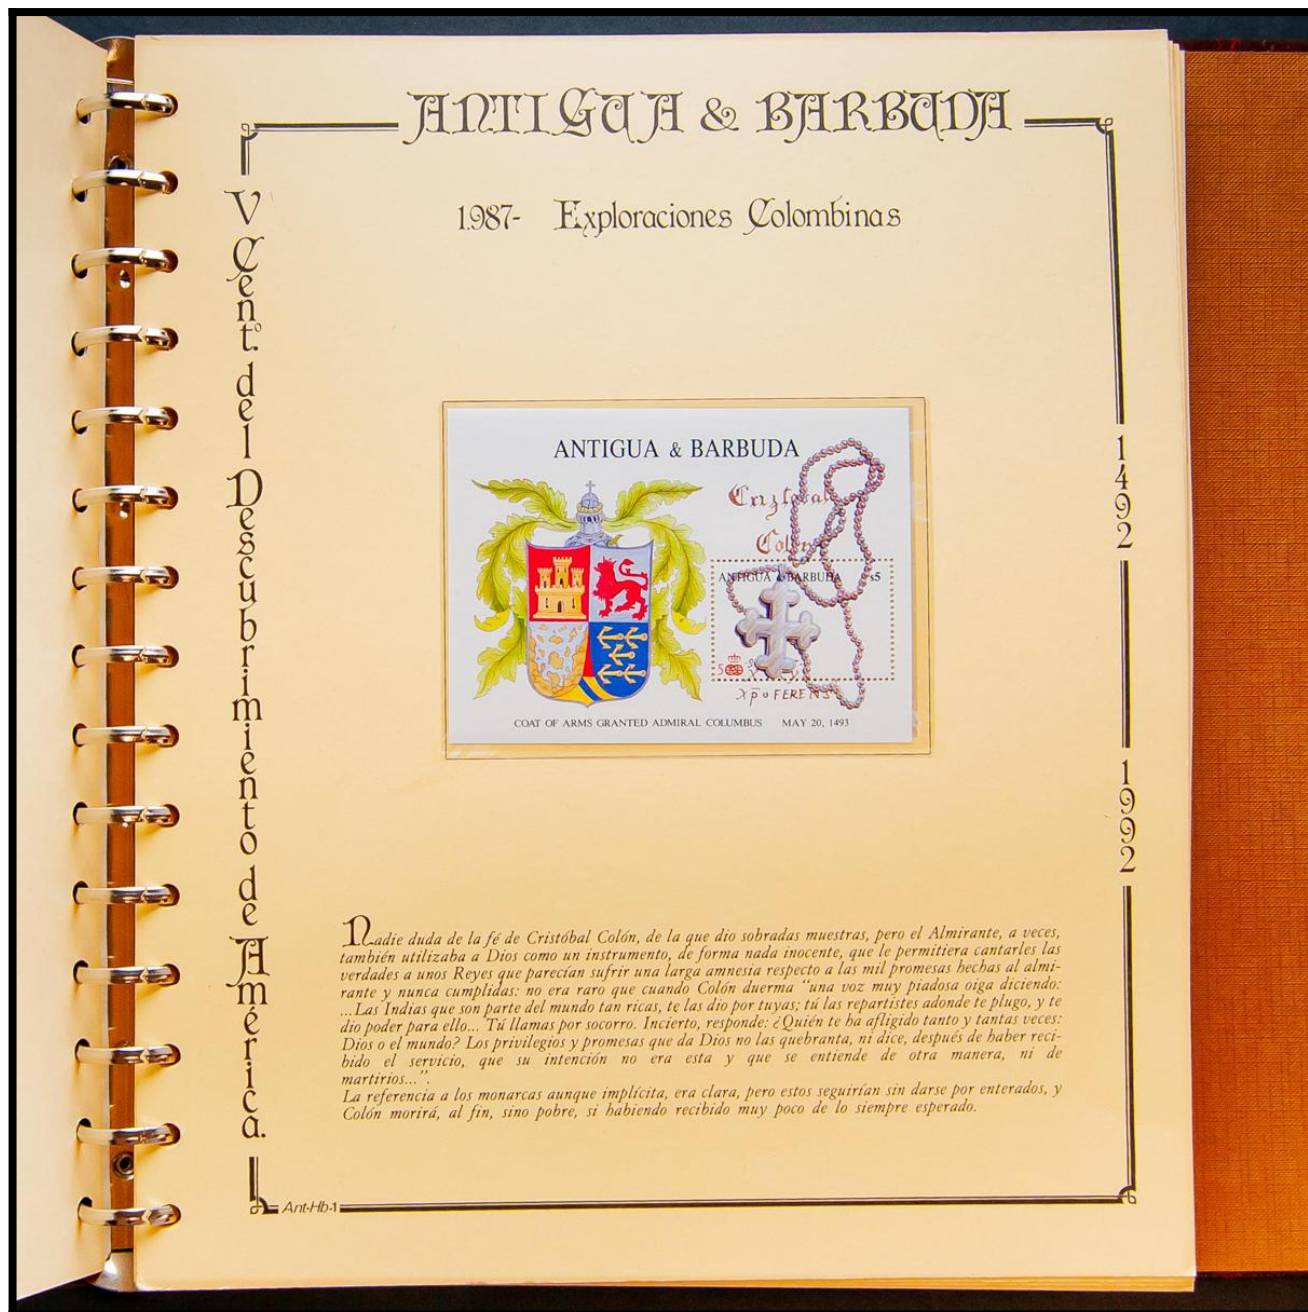 ANTIGUA & BARBUDA
1.987- Exploraciones Colombinas
V Cent.º del Descubrimiento de América.
1492
1992
ANTIGUA & BARBUDA
Colón
ANTIGUA & BARBUDA $5
5
XpoFERENS
COAT OF ARMS GRANTED ADMIRAL COLUMBUS MAY 20, 1493
Nadie duda de la fé de Cristóbal Colón, de la que dio sobradas muestras, pero el Almirante, a veces,
también utilizaba a Dios como un instrumento, de forma nada inocente, que le permitiera cantarles las
verdades a unos Reyes que parecían sufrir una larga amnesia respecto a las mil promesas hechas al almi-
rante y nunca cumplidas: no era raro que cuando Colón duerma "una voz muy piadosa oiga diciendo:
...Las Indias que son parte del mundo tan ricas, te las dio por tuyas; tú las repartistes adonde te plugo, y te
dio poder para ello... Tú llamas por socorro. Incierto, responde: ¿Quién te ha afligido tanto y tantas veces:
Dios o el mundo? Los privilegios y promesas que da Dios no las quebranta, ni dice, después de haber reci-
bido el servicio, que su intención no era esta y que se entiende de otra manera, ni de
martirios...".
La referencia a los monarcas aunque implícita, era clara, pero estos seguirían sin darse por enterados, y
Colón morirá, al fin, sino pobre, si habiendo recibido muy poco de lo siempre esperado.
Ant-Hb-1